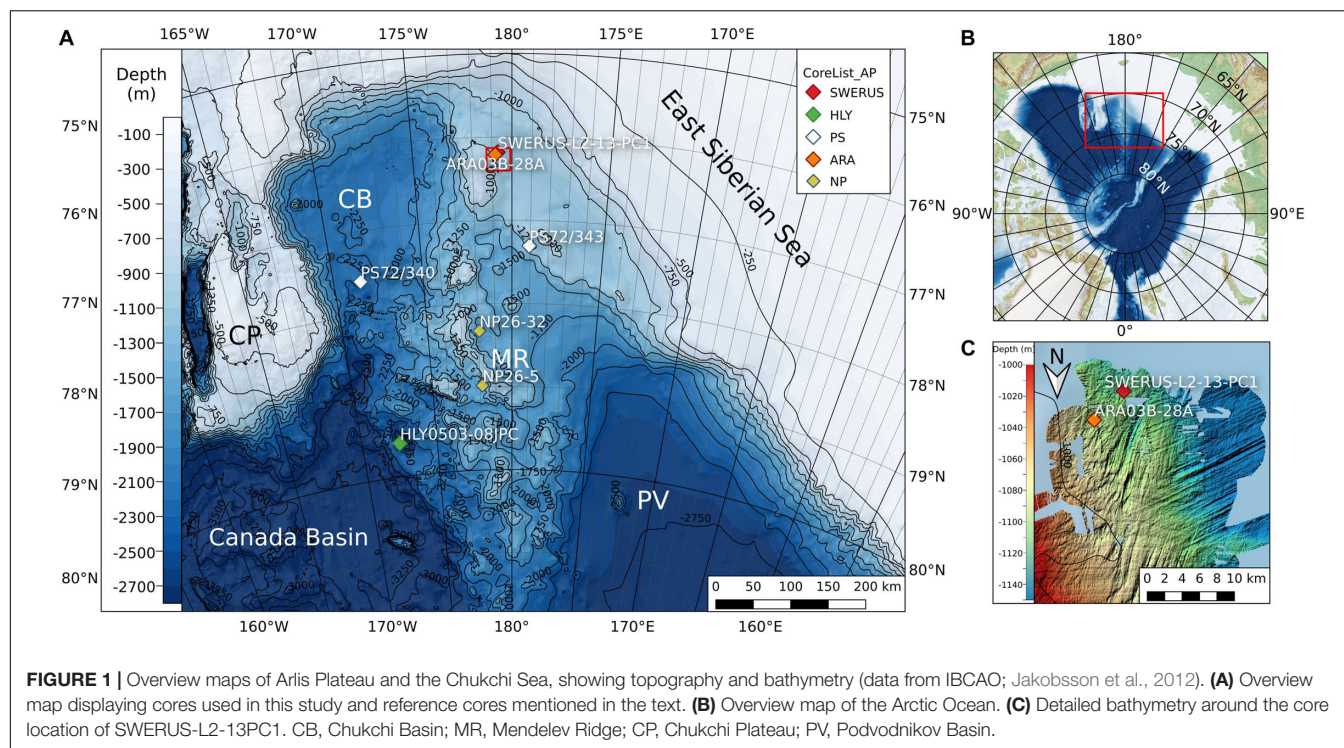 A
165°W 170°W 175°W 180° 175°E 170°E
Depth
(m)
-100
-300
-500
-700
-900
-1100
-1300
-1500
-1700
-1900
-2100
-2300
-2500
-2700
75°N
76°N
77°N
78°N
79°N
80°N
75°N
76°N
77°N
78°N
79°N
80°N
160°W 170°W 180° 170°E 160°E
CoreList_AP
SWERUS
HLY
PS
ARA
NP
East Siberian Sea
SWERUS-L2-13-PC1
ARA03B-28A
CB
PS72/343
PS72/340
CP
NP26-32
MR
NP26-5
HLY0503-08JPC
PV
Canada Basin
-1000
-500
-250
-750
-2000
-2750
0 50 100 150 200 km
B
180°
65°N
70°N
75°N
80°N
90°W
90°E
0°
C
Depth (m)
-1000
-1020
-1040
-1060
-1080
-1100
-1120
-1140
N
SWERUS-L2-13-PC1
ARA03B-28A
1000
0 2 4 6 8 10 km
FIGURE 1 | Overview maps of Arlis Plateau and the Chukchi Sea, showing topography and bathymetry (data from IBCAO; Jakobsson et al., 2012). (A) Overview
map displaying cores used in this study and reference cores mentioned in the text. (B) Overview map of the Arctic Ocean. (C) Detailed bathymetry around the core
location of SWERUS-L2-13PC1. CB, Chukchi Basin; MR, Mendelev Ridge; CP, Chukchi Plateau; PV, Podvodnikov Basin.